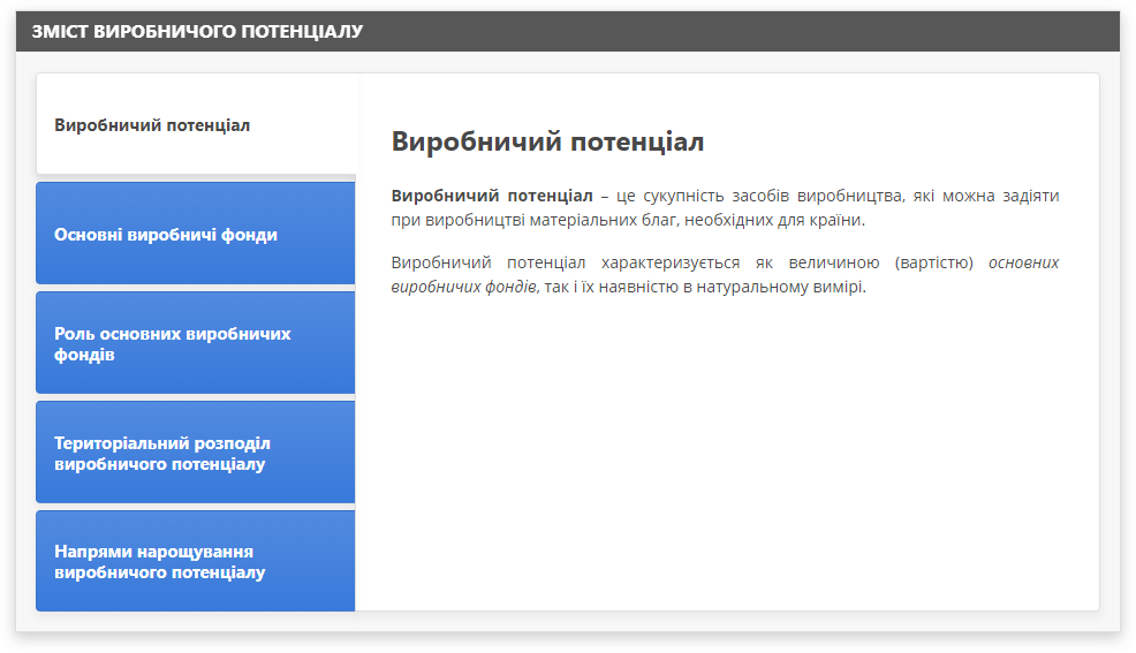 ЗМІСТ ВИРОБНИЧОГО ПОТЕНЦІАЛУ
Виробничий потенціал
Основні виробничі фонди
Роль основних виробничих
фондів
Територіальний розподіл
виробничого потенціалу
Напрями нарощування
виробничого потенціалу
Виробничий потенціал
Виробничий потенціал – це сукупність засобів виробництва, які можна задіяти
при виробництві матеріальних благ, необхідних для країни.
Виробничий потенціал характеризується як величиною (вартістю) основних
виробничих фондів, так і їх наявністю в натуральному вимірі.